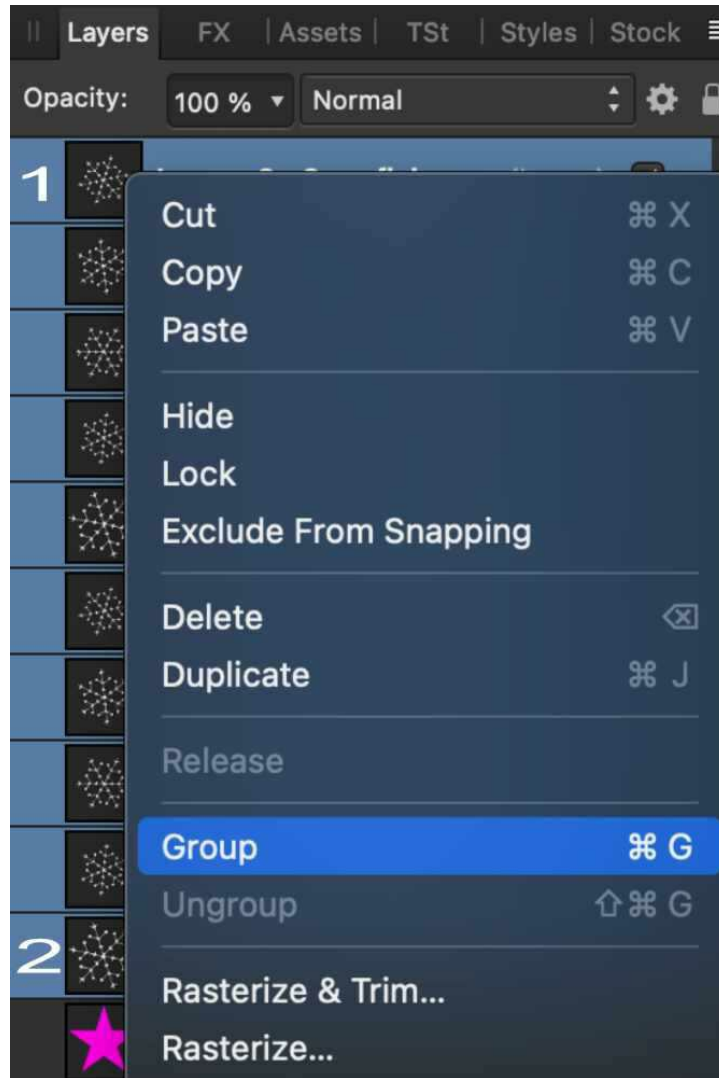 Layers FX Assets TSt Styles Stock
Opacity: 100 % Normal
1
Cut ⌘ X
Copy ⌘ C
Paste ⌘ V
Hide
Lock
Exclude From Snapping
Delete ⌫
Duplicate ⌘ J
Release
Group ⌘ G
Ungroup ⇧ ⌘ G
2
Rasterize & Trim...
Rasterize...